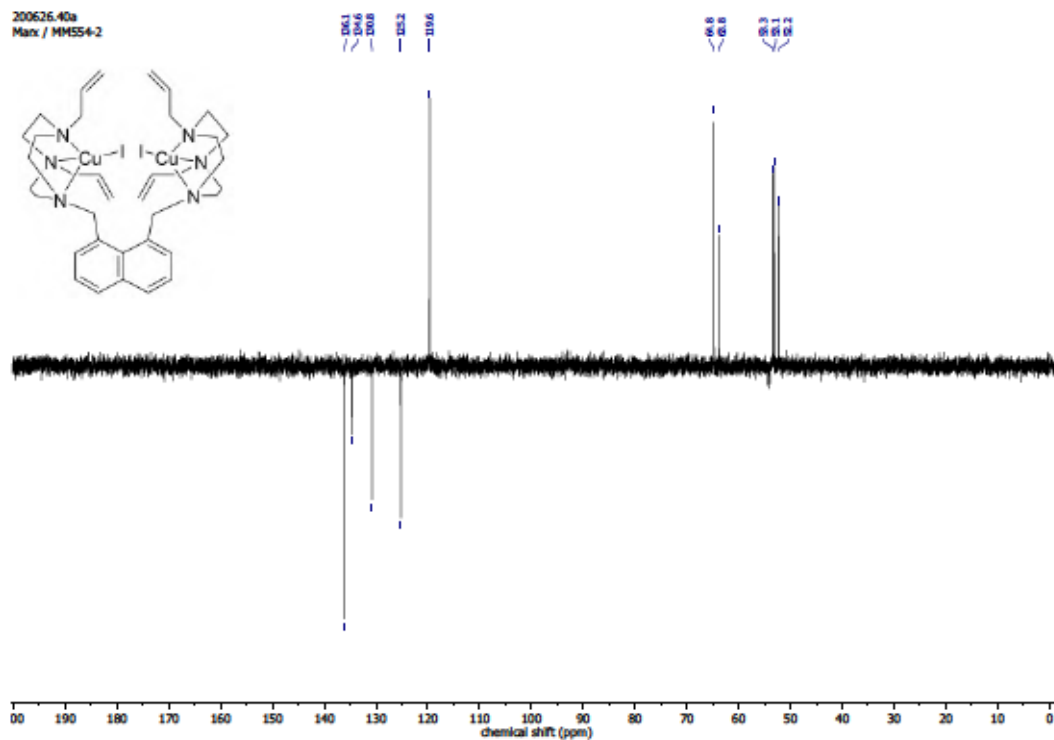 200626.40a
Marx / MM554-2
136.1
134.6
130.8
125.2
119.6
64.8
63.8
53.3
53.1
52.2
N
Cu
I
N
N
I
Cu
N
N
N
00 190 180 170 160 150 140 130 120 110 100 90 80 70 60 50 40 30 20 10 0
chemical shift (ppm)